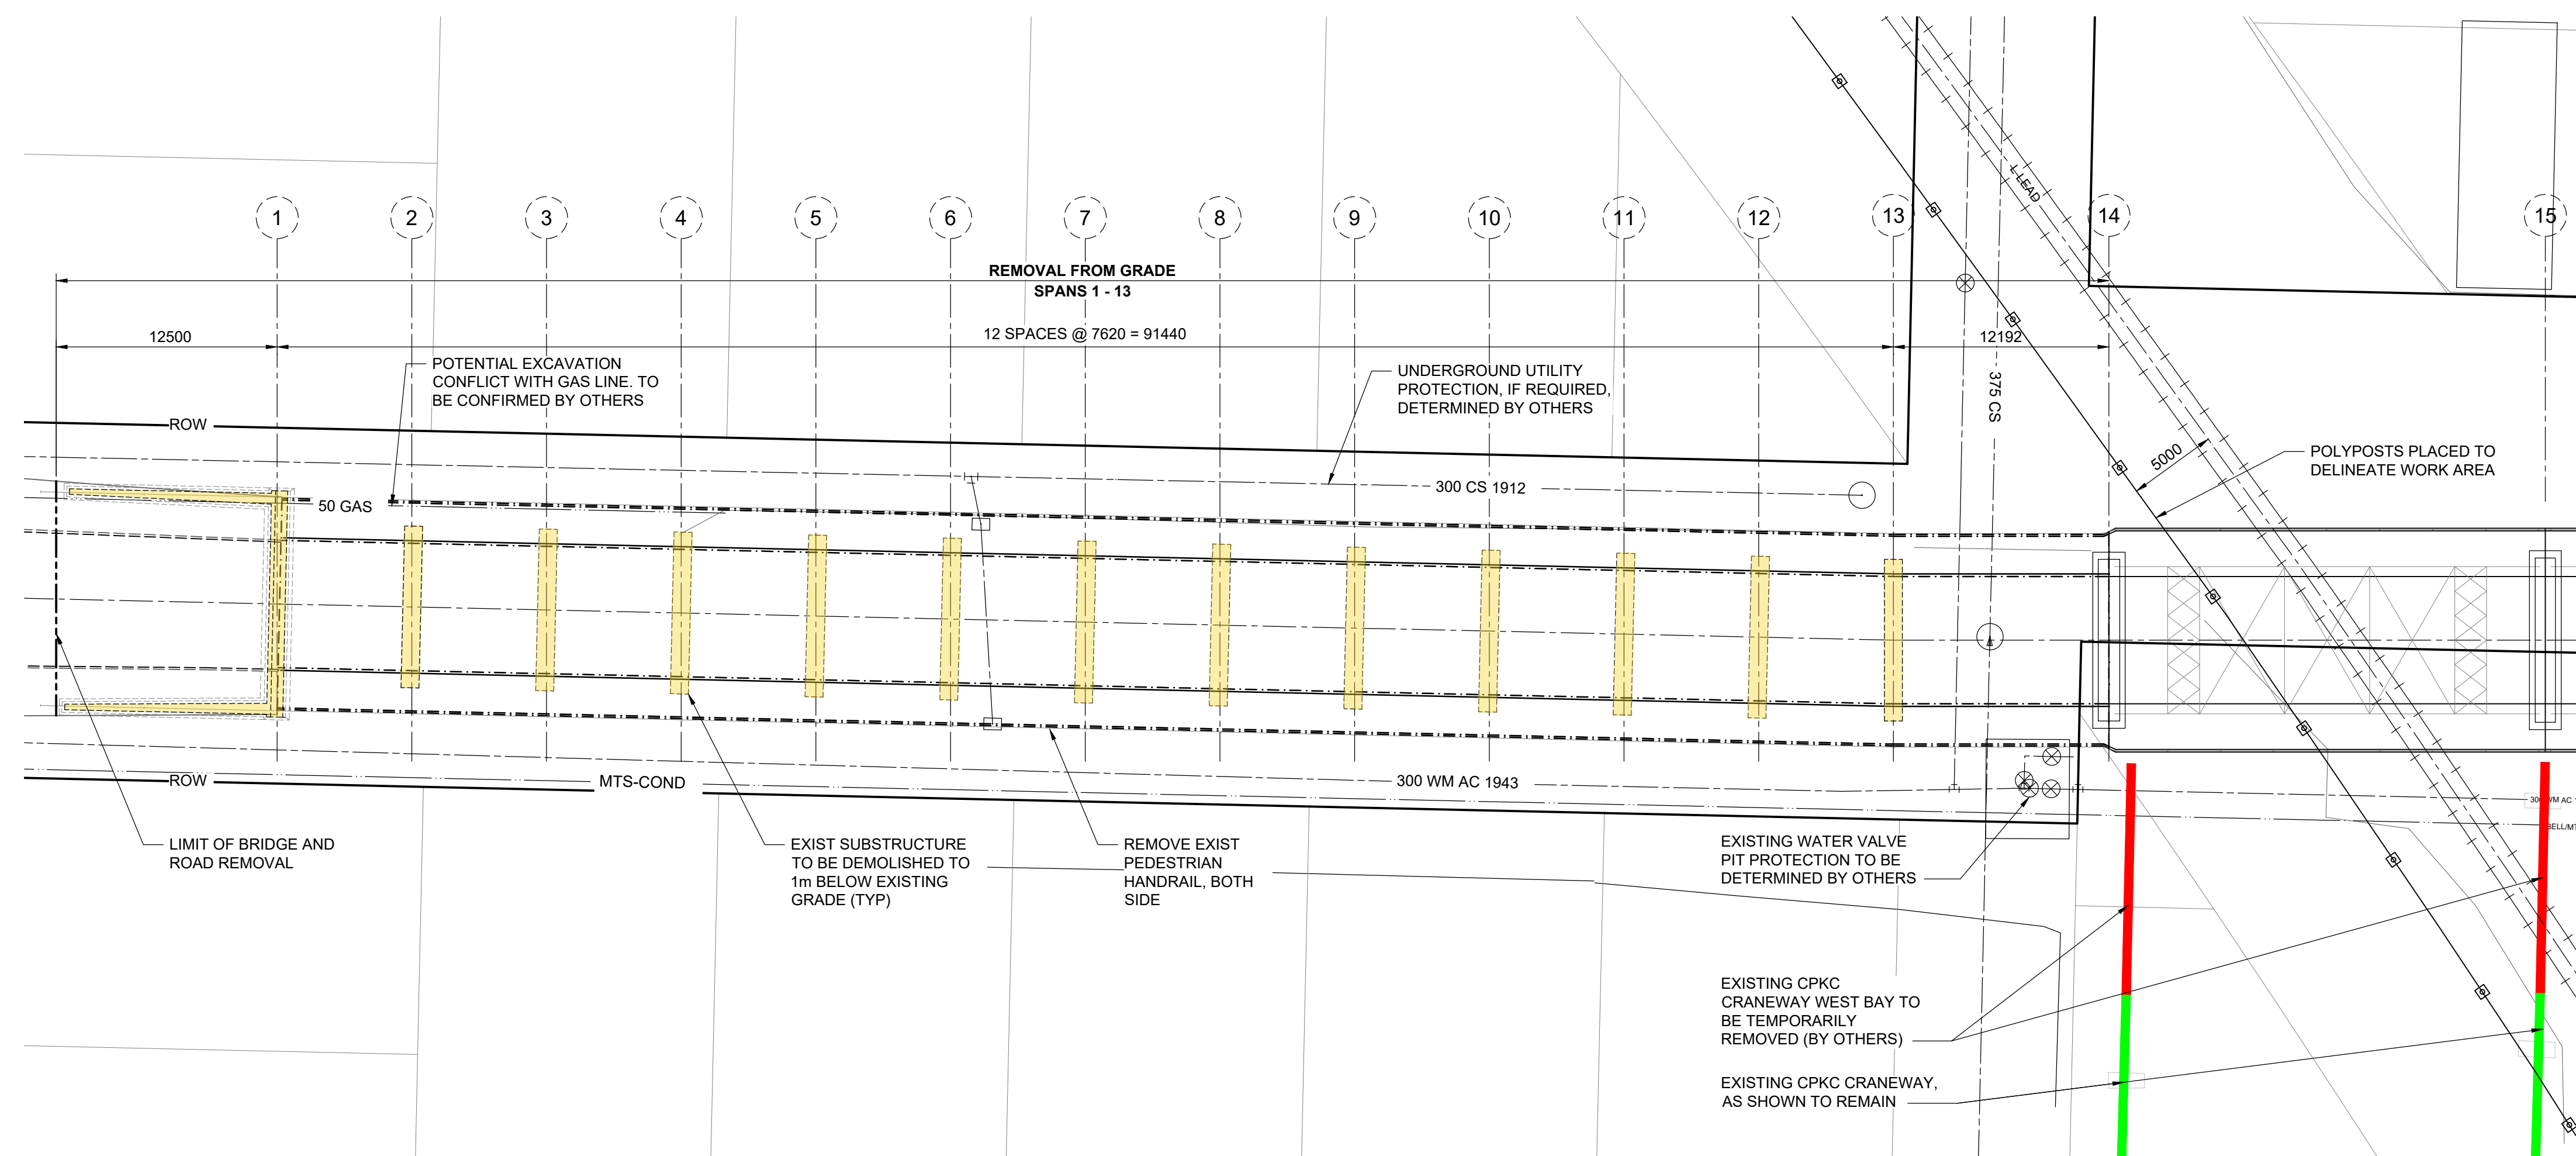 1
2
3
4
5
6
7
8
9
10
11
12
13
14
15
L LEAD
REMOVAL FROM GRADE
SPANS 1 - 13
12500
12 SPACES @ 7620 = 91440
12192
POTENTIAL EXCAVATION
CONFLICT WITH GAS LINE. TO
BE CONFIRMED BY OTHERS
UNDERGROUND UTILITY
PROTECTION, IF REQUIRED,
DETERMINED BY OTHERS
375 CS
ROW
5000
POLYPOSTS PLACED TO
DELINEATE WORK AREA
50 GAS
300 CS 1912
ROW
MTS-COND
300 WM AC 1943
300 WM AC
BELL/MT
LIMIT OF BRIDGE AND
ROAD REMOVAL
EXIST SUBSTRUCTURE
TO BE DEMOLISHED TO
1m BELOW EXISTING
GRADE (TYP)
REMOVE EXIST
PEDESTRIAN
HANDRAIL, BOTH
SIDE
EXISTING WATER VALVE
PIT PROTECTION TO BE
DETERMINED BY OTHERS
EXISTING CPKC
CRANEWAY WEST BAY TO
BE TEMPORARILY
REMOVED (BY OTHERS)
EXISTING CPKC CRANEWAY,
AS SHOWN TO REMAIN